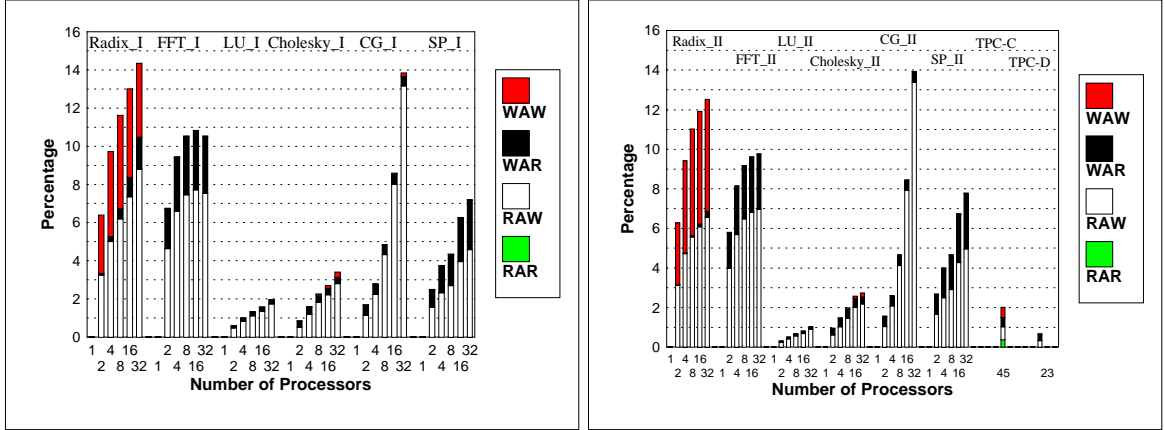 16
14
12
10
8
6
4
2
0
Percentage
Radix_I FFT_I LU_I Cholesky_I CG_I SP_I
1 4 16 2 8 32 1 4 16 2 8 32 1 4 16 2 8 32
2 8 32 1 4 16 2 8 32 1 4 16 2 8 32 1 4 16
Number of Processors
WAW
WAR
RAW
RAR
16
14
12
10
8
6
4
2
0
Percentage
Radix_II LU_II CG_II TPC-C
FFT_II Cholesky_II SP_II TPC-D
1 4 16 2 8 32 1 4 16 2 8 32 1 4 16 2 8 32
2 8 32 1 4 16 2 8 32 1 4 16 2 8 32 1 4 16 45 23
Number of Processors
WAW
WAR
RAW
RAR